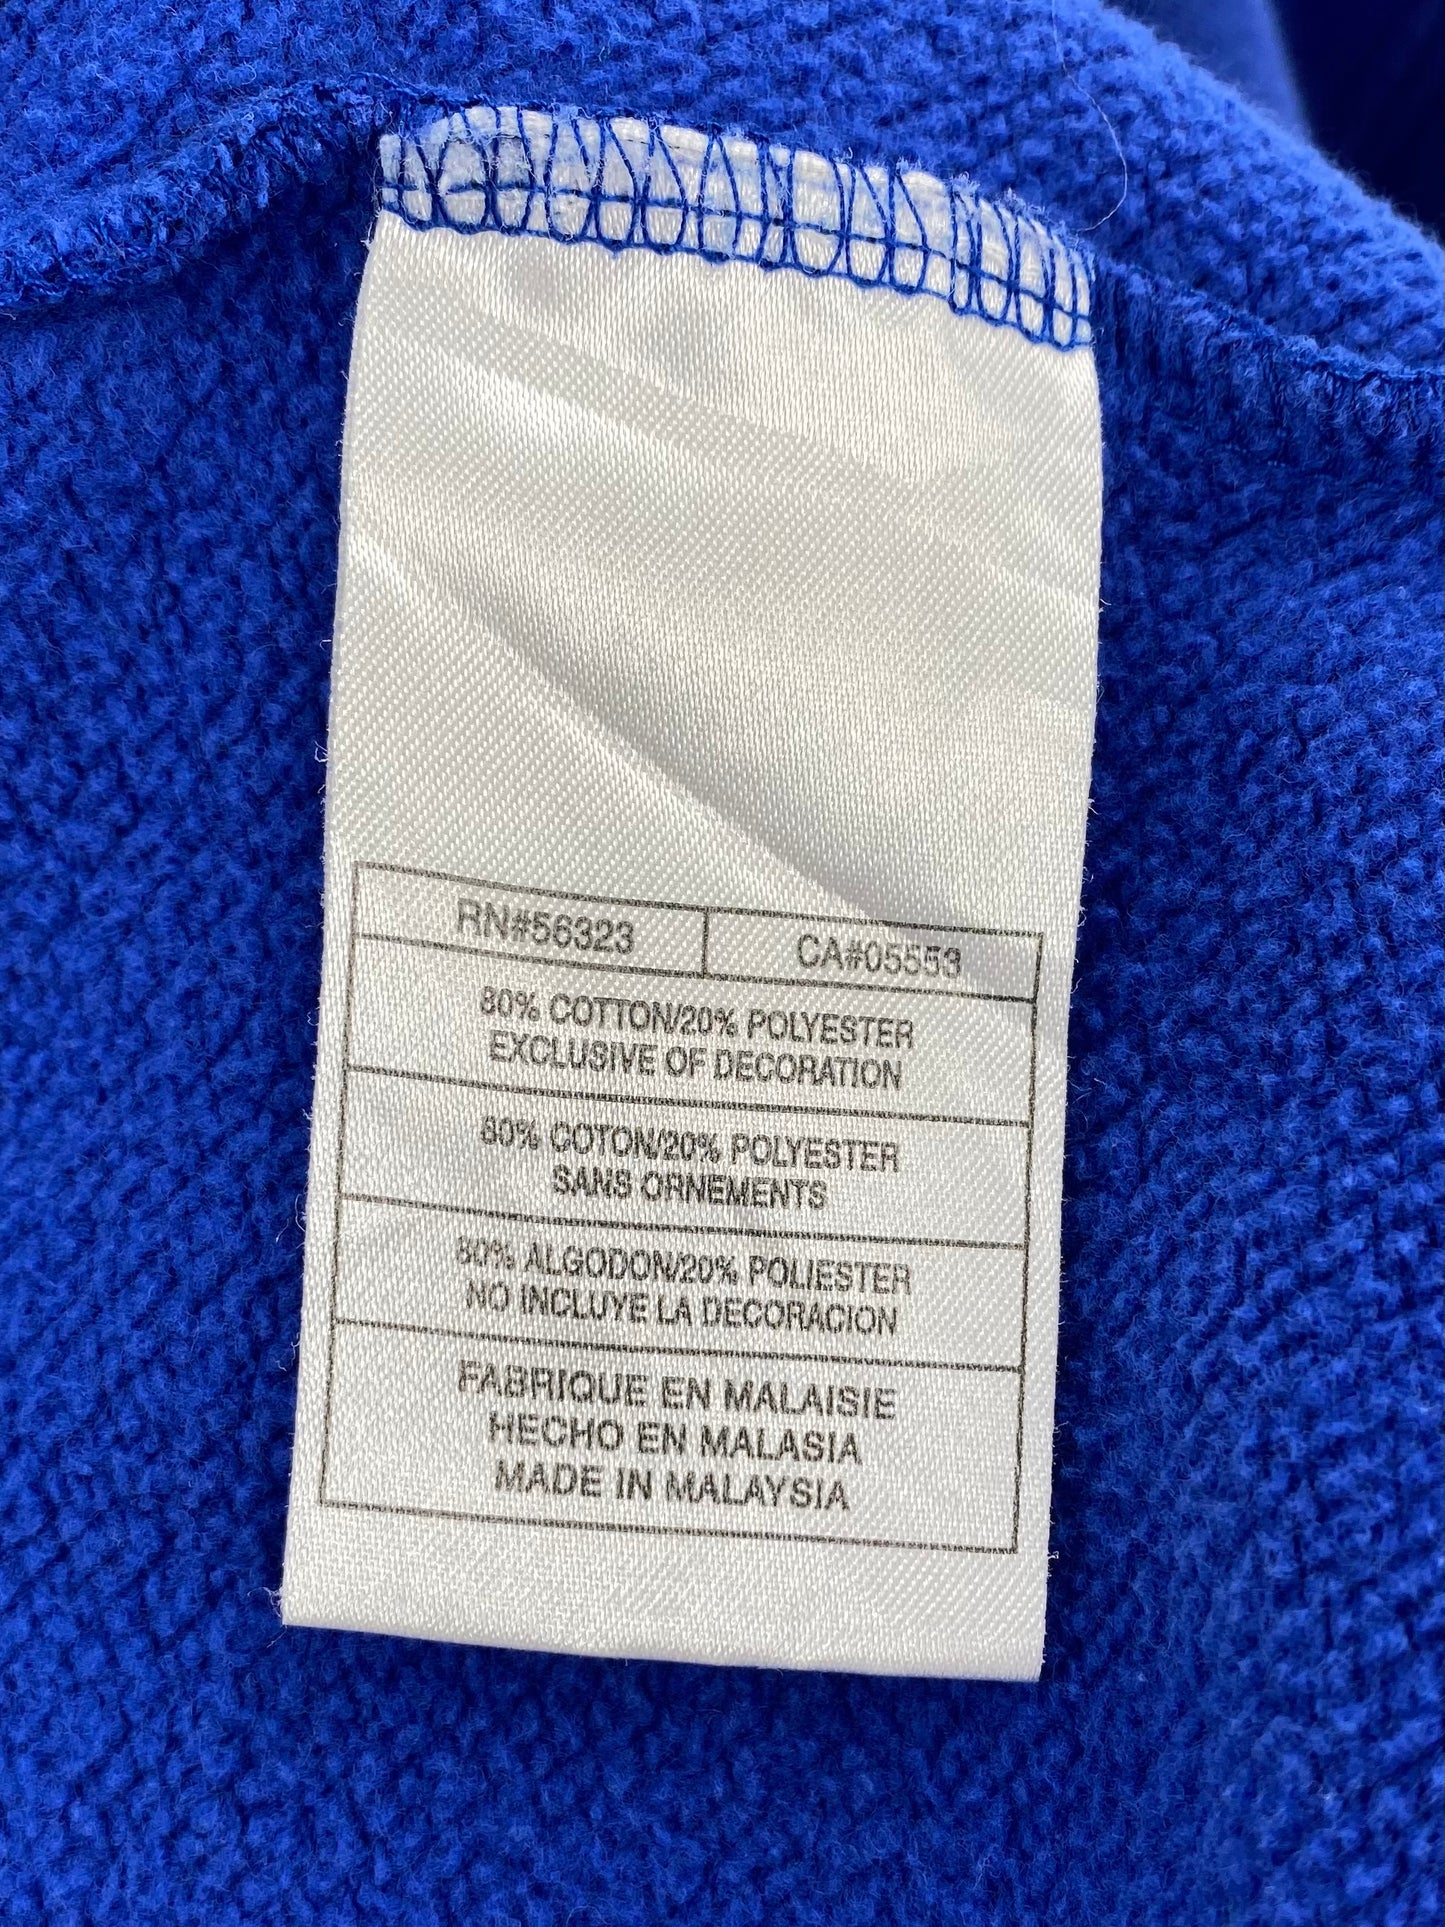 RN#56323 CA#05553
80% COTTON/20% POLYESTER
EXCLUSIVE OF DECORATION
80% COTON/20% POLYESTER
SANS ORNEMENTS
80% ALGODON/20% POLIESTER
NO INCLUYE LA DECORACION
FABRIQUE EN MALAISIE
HECHO EN MALASIA
MADE IN MALAYSIA